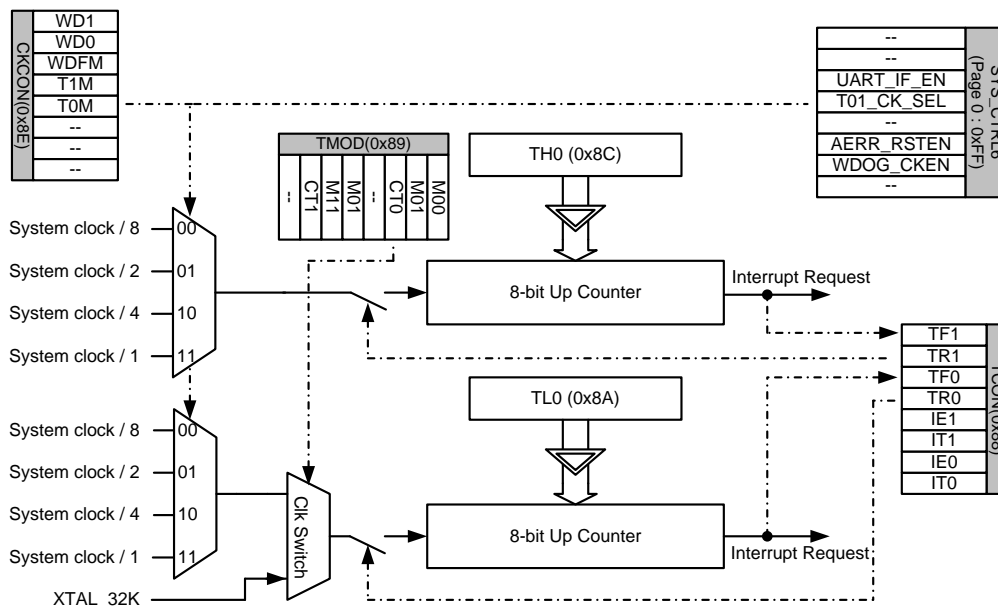 CKCON(0x8E)
WD1
WD0
WDFM
T1M
T0M
--
--
--
SYS_CTRL6
(Page 0 : 0xFF)
--
--
UART_IF_EN
T01_CK_SEL
--
AERR_RSTEN
WDOG_CKEN
--
TMOD(0x89)
--
CT1
M11
M01
--
CT0
M01
M00
TH0 (0x8C)
System clock / 8
00
System clock / 2
01
System clock / 4
10
System clock / 1
11
8-bit Up Counter
Interrupt Request
TCON(0x88)
TF1
TR1
TF0
TR0
IE1
IT1
IE0
IT0
TL0 (0x8A)
System clock / 8
00
System clock / 2
01
System clock / 4
10
System clock / 1
11
XTAL_32K
Clk Switch
8-bit Up Counter
Interrupt Request